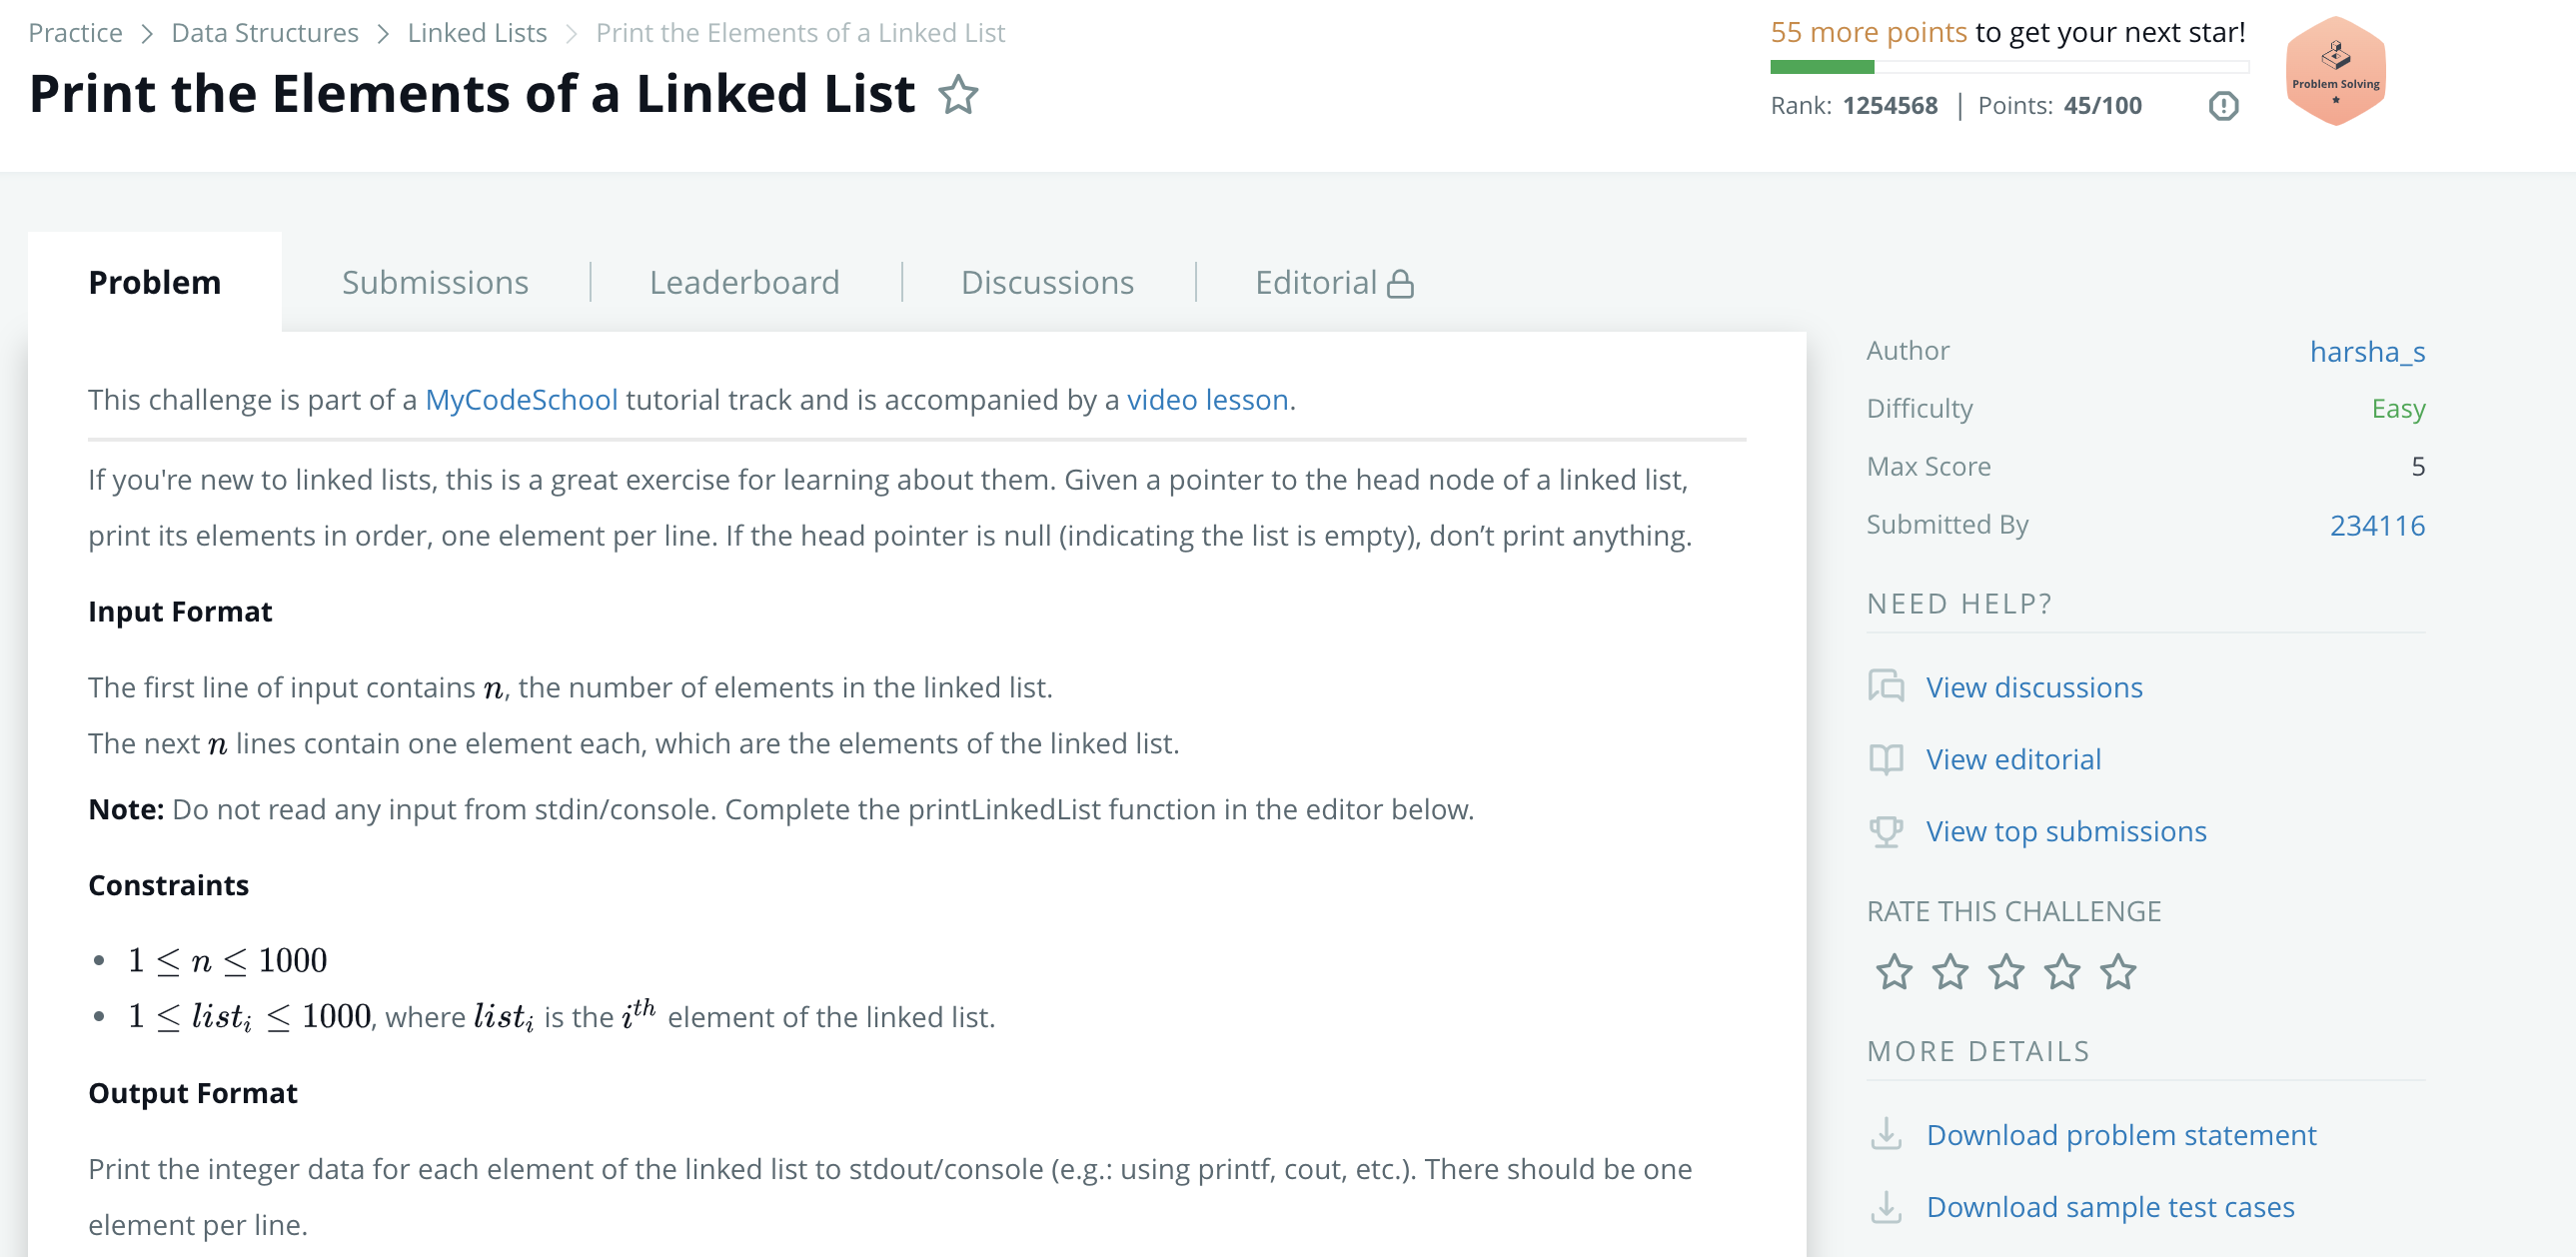 Practice > Data Structures > Linked Lists > Print the Elements of a Linked List
Print the Elements of a Linked List
55 more points to get your next star!
Rank: 1254568 | Points: 45/100
Problem Solving
Problem
Submissions
Leaderboard
Discussions
Editorial
This challenge is part of a MyCodeSchool tutorial track and is accompanied by a video lesson.
If you're new to linked lists, this is a great exercise for learning about them. Given a pointer to the head node of a linked list,
print its elements in order, one element per line. If the head pointer is null (indicating the list is empty), don’t print anything.
Input Format
The first line of input contains n, the number of elements in the linked list.
The next n lines contain one element each, which are the elements of the linked list.
Note: Do not read any input from stdin/console. Complete the printLinkedList function in the editor below.
Constraints
• 1 ≤ n ≤ 1000
• 1 ≤ list_i ≤ 1000, where list_i is the i^th element of the linked list.
Output Format
Print the integer data for each element of the linked list to stdout/console (e.g.: using printf, cout, etc.). There should be one
element per line.
Author harsha_s
Difficulty Easy
Max Score 5
Submitted By 234116
NEED HELP?
View discussions
View editorial
View top submissions
RATE THIS CHALLENGE
MORE DETAILS
Download problem statement
Download sample test cases